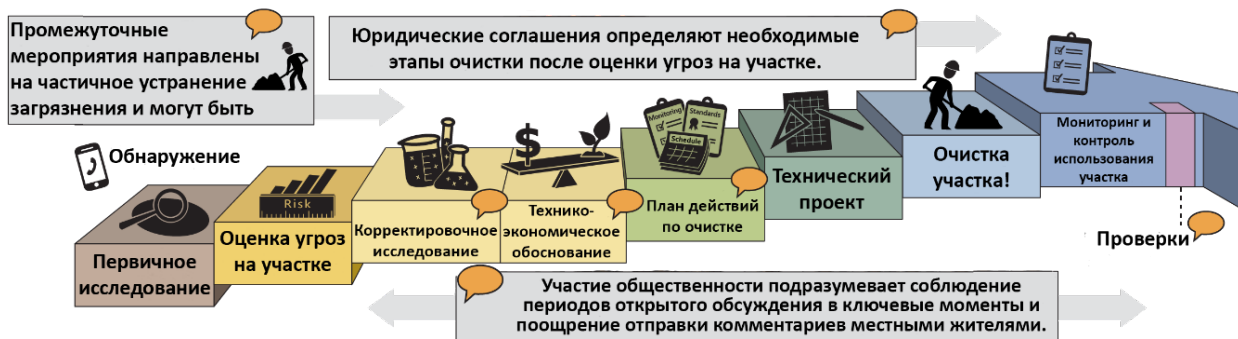 Промежуточные
мероприятия направлены
на частичное устранение
загрязнения и могут быть
Юридические соглашения определяют необходимые
этапы очистки после оценки угроз на участке.
Обнаружение
Первичное
исследование
Risk
Оценка угроз
на участке
Корректировочное
исследование
$
Технико-
экономическое
обоснование
Monitoring
Standards
Schedule
План действий
по очистке
Технический
проект
Очистка
участка!
Мониторинг и
контроль
использования
участка
Проверки
Участие общественности подразумевает соблюдение
периодов открытого обсуждения в ключевые моменты и
поощрение отправки комментариев местными жителями.